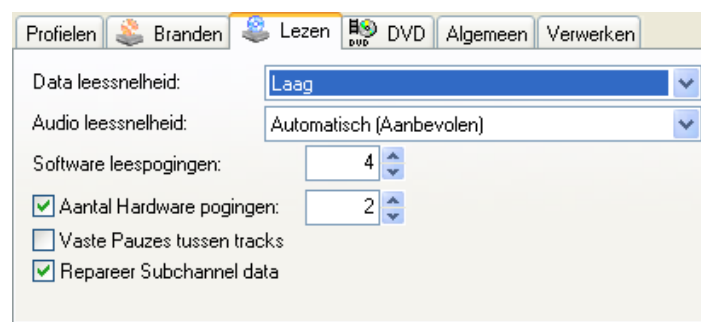 Profielen Branden Lezen DVD DVD Algemeen Verwerken
Data leessnelheid: Laag
Audio leessnelheid: Automatisch (Aanbevolen)
Software leespogingen: 4
Aantal Hardware pogingen: 2
Vaste Pauzes tussen tracks
Repareer Subchannel data